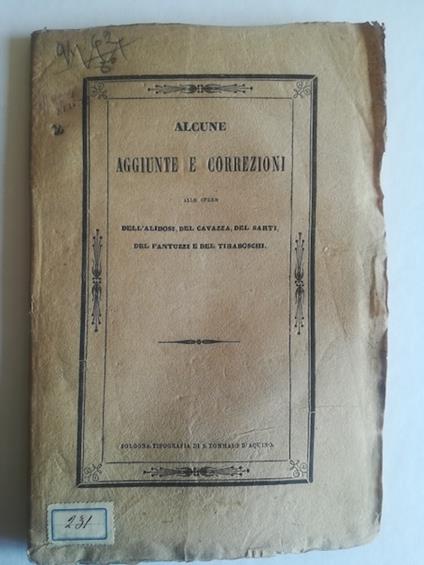 ALCUNE
AGGIUNTE E CORREZIONI
ALLE OPERE
DELL'ALIDOSI, DEL CAVAZZA, DEL SARTI,
DEL FANTUZZI E DEL TIRABOSCHI.
BOLOGNA, TIPOGRAFIA DI S. TOMMASO D'AQUINO.
231